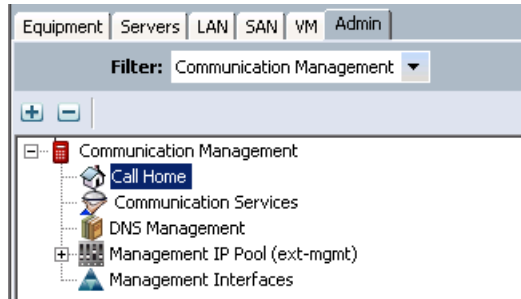 Equipment Servers LAN SAN VM Admin
Filter: Communication Management
Communication Management
Call Home
Communication Services
DNS Management
Management IP Pool (ext-mgmt)
Management Interfaces